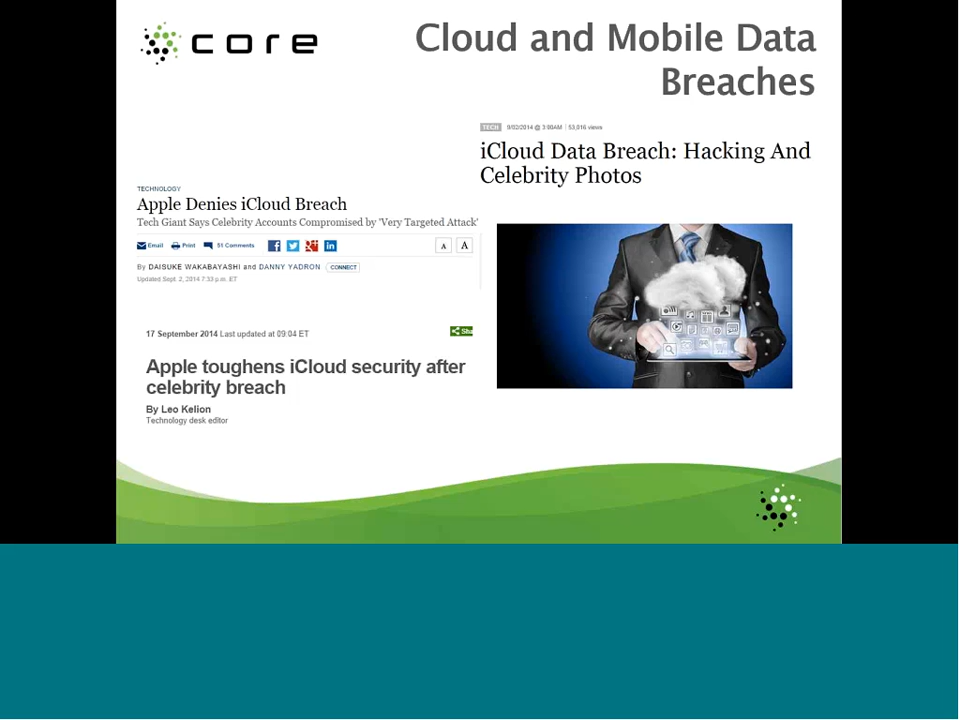 core
Cloud and Mobile Data
Breaches
TECH 9/02/2014 @ 3:00AM 53,016 views
iCloud Data Breach: Hacking And
Celebrity Photos
TECHNOLOGY
Apple Denies iCloud Breach
Tech Giant Says Celebrity Accounts Compromised by 'Very Targeted Attack'
Email Print 51 Comments f in A A
By DAISUKE WAKABAYASHI and DANNY YADRON CONNECT
Updated Sept. 2, 2014 7:33 p.m. ET
17 September 2014 Last updated at 09:04 ET
Sha
Apple toughens iCloud security after
celebrity breach
By Leo Kelion
Technology desk editor